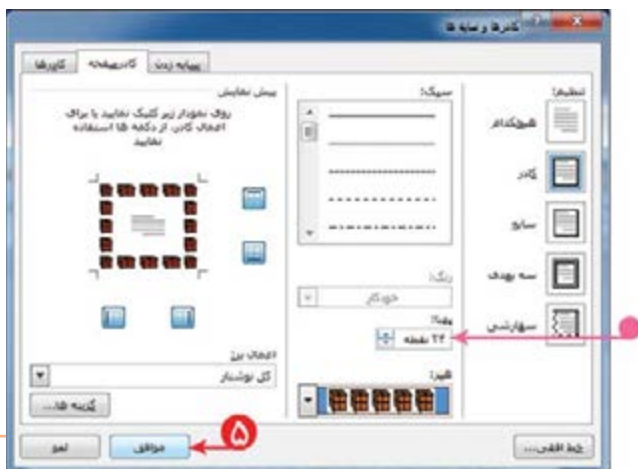 کادرها و سایه ها
سایه زدن
کادر صفحه
کادرها
تنظیم:
هیچکدام
کادر
سایه
سه بعدی
سفارشی
سبک:
رنگ:
خودکار
پهنا:
۲۴ نقطه
هنر:
پیش نمایش
روی نمودار زیر کلیک نمایید یا برای
اعمال کادر، از دکمه ها استفاده
نمایید
اعمال بر:
کل نوشتار
گزینه ها...
خط افقی...
موافق
لغو
۵